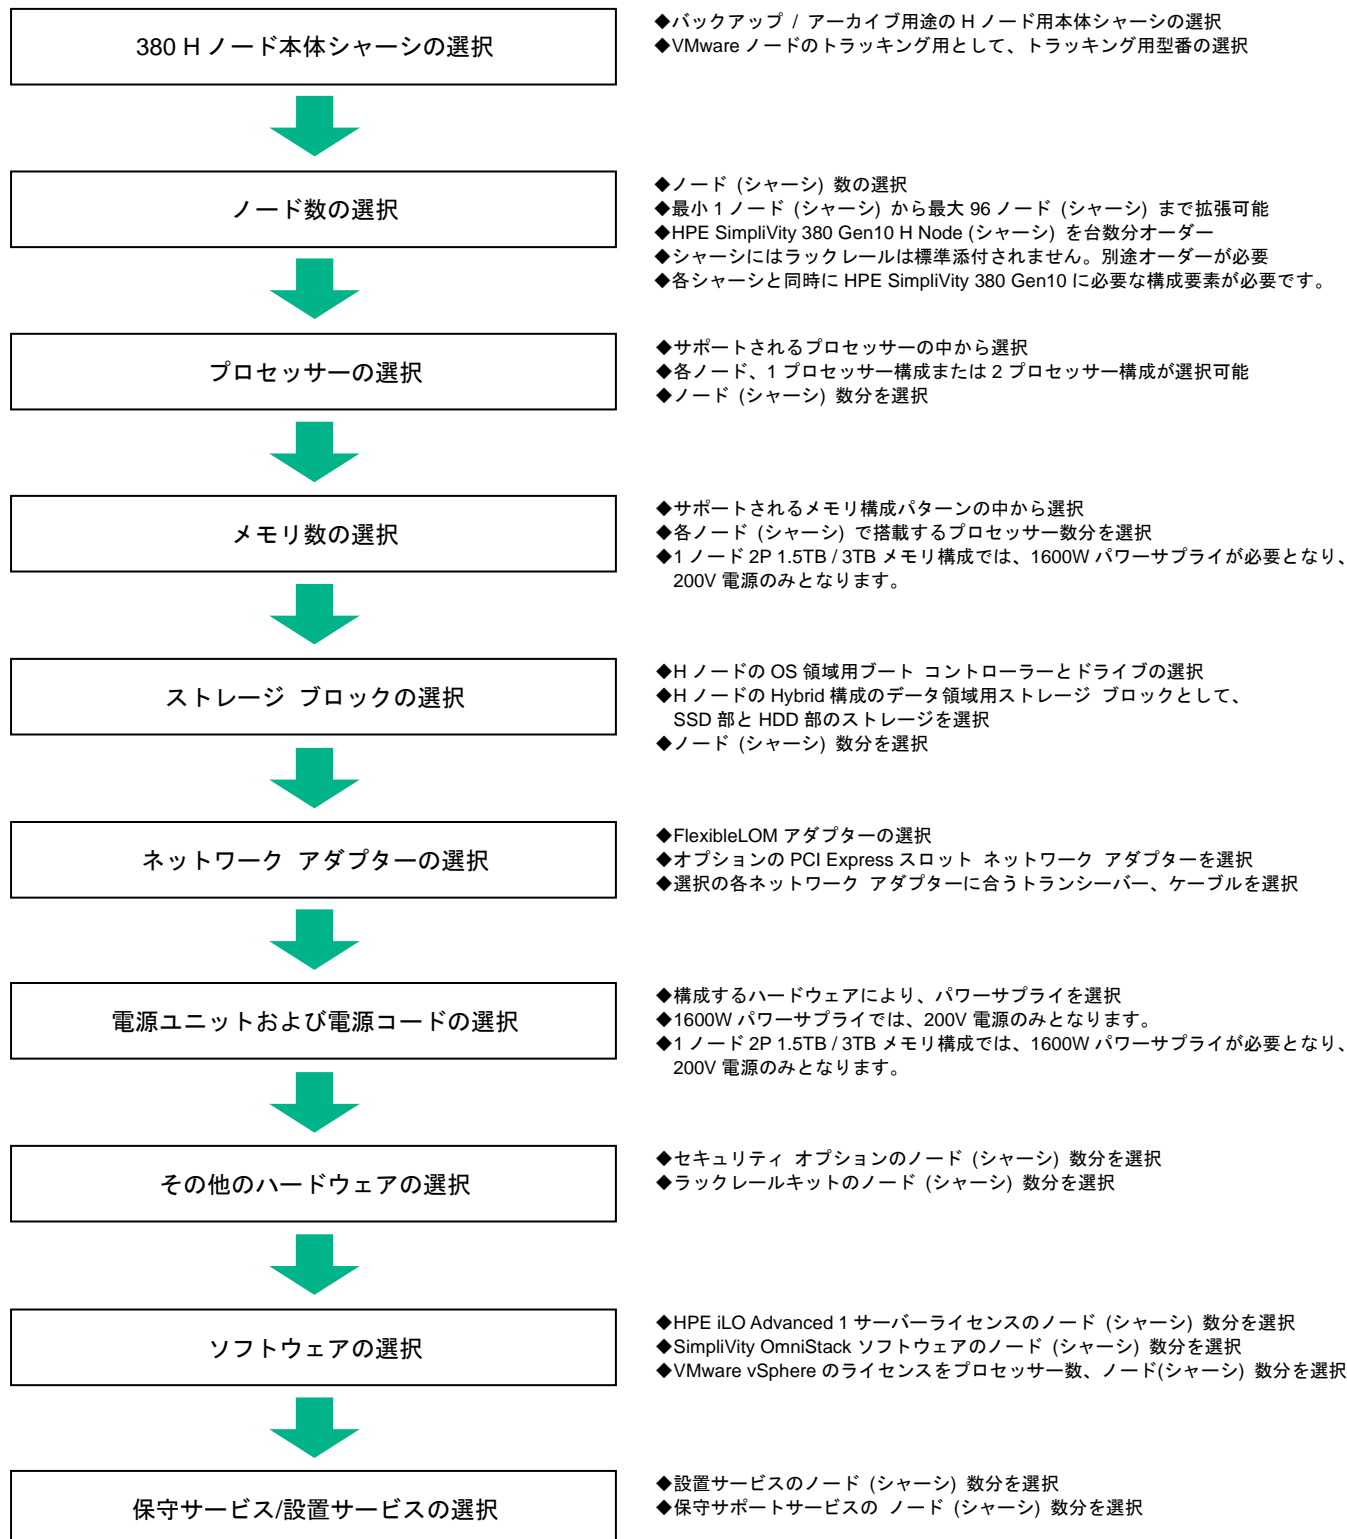 380 H ノード本体シャーシの選択
◆バックアップ / アーカイブ用途の H ノード用本体シャーシの選択
◆VMware ノードのトラッキング用として、トラッキング用型番の選択
ノード数の選択
◆ノード (シャーシ) 数の選択
◆最小 1 ノード (シャーシ) から最大 96 ノード (シャーシ) まで拡張可能
◆HPE SimpliVity 380 Gen10 H Node (シャーシ) を台数分オーダー
◆シャーシにはラックレールは標準添付されません。別途オーダーが必要
◆各シャーシと同時に HPE SimpliVity 380 Gen10 に必要な構成要素が必要です。
プロセッサーの選択
◆サポートされるプロセッサーの中から選択
◆各ノード、1 プロセッサー構成または 2 プロセッサー構成が選択可能
◆ノード (シャーシ) 数分を選択
メモリ数の選択
◆サポートされるメモリ構成パターンの中から選択
◆各ノード (シャーシ) で搭載するプロセッサー数分を選択
◆1 ノード 2P 1.5TB / 3TB メモリ構成では、1600W パワーサプライが必要となり、
200V 電源のみとなります。
ストレージ ブロックの選択
◆H ノードの OS 領域用ブート コントローラーとドライブの選択
◆H ノードの Hybrid 構成のデータ領域用ストレージ ブロックとして、
SSD 部と HDD 部のストレージを選択
◆ノード (シャーシ) 数分を選択
ネットワーク アダプターの選択
◆FlexibleLOM アダプターの選択
◆オプションの PCI Express スロット ネットワーク アダプターを選択
◆選択の各ネットワーク アダプターに合うトランシーバー、ケーブルを選択
電源ユニットおよび電源コードの選択
◆構成するハードウェアにより、パワーサプライを選択
◆1600W パワーサプライでは、200V 電源のみとなります。
◆1 ノード 2P 1.5TB / 3TB メモリ構成では、1600W パワーサプライが必要となり、
200V 電源のみとなります。
その他のハードウェアの選択
◆セキュリティ オプションのノード (シャーシ) 数分を選択
◆ラックレールキットのノード (シャーシ) 数分を選択
ソフトウェアの選択
◆HPE iLO Advanced 1 サーバーライセンスのノード (シャーシ) 数分を選択
◆SimpliVity OmniStack ソフトウェアのノード (シャーシ) 数分を選択
◆VMware vSphere のライセンスをプロセッサー数、ノード(シャーシ) 数分を選択
保守サービス/設置サービスの選択
◆設置サービスのノード (シャーシ) 数分を選択
◆保守サポートサービスの ノード (シャーシ) 数分を選択